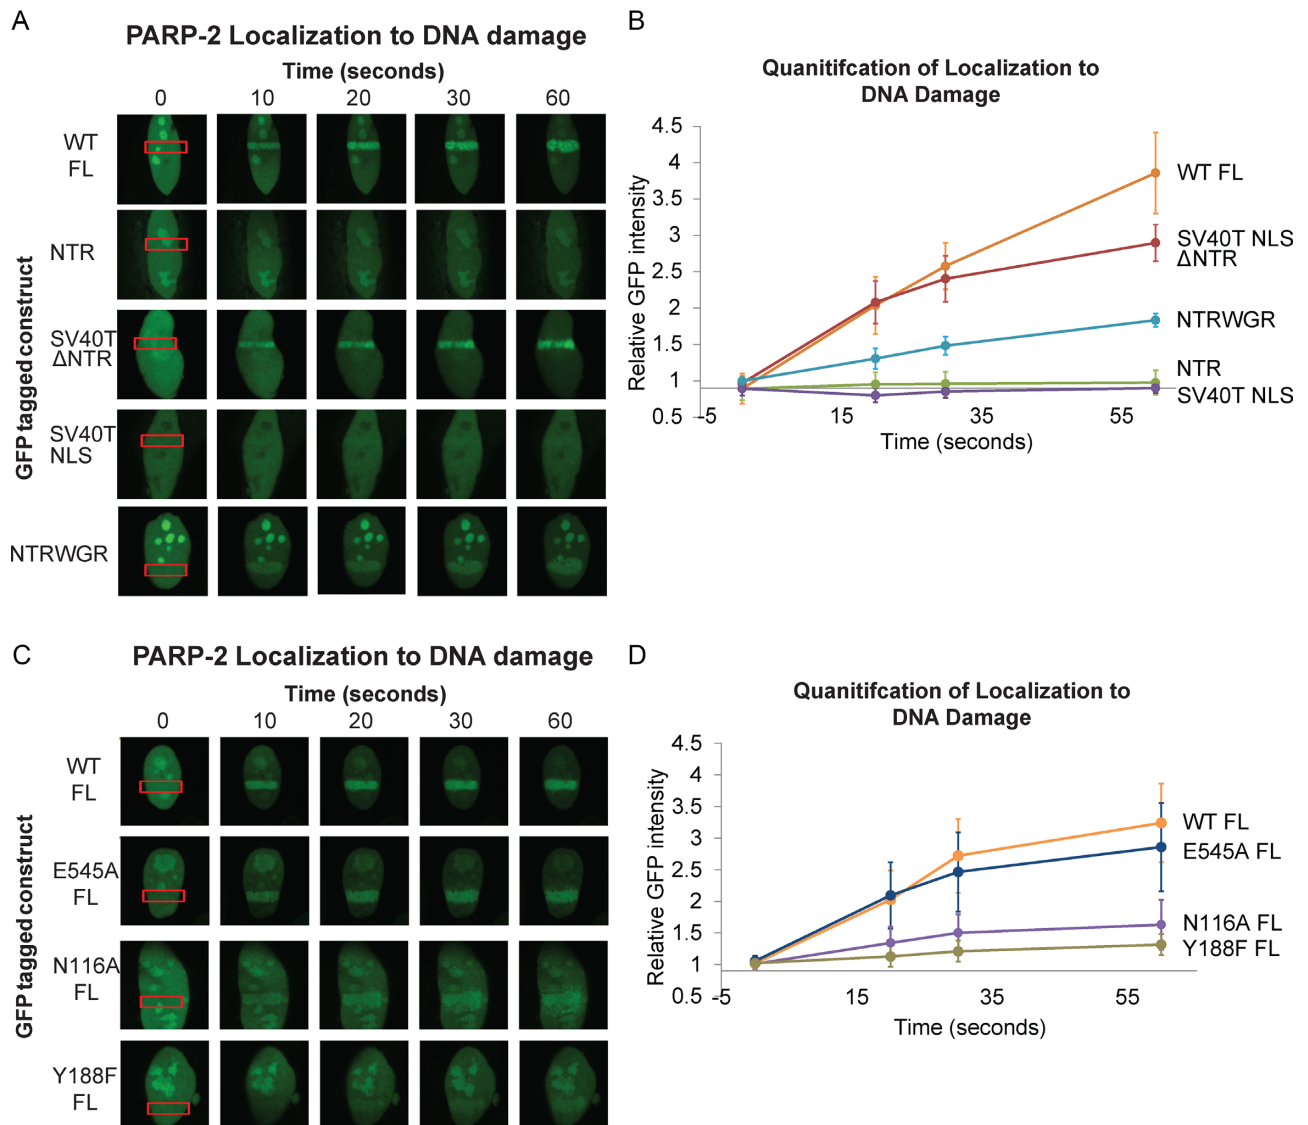 A
PARP-2 Localization to DNA damage
Time (seconds)
0 10 20 30 60
GFP tagged construct
WT
FL
NTR
SV40T
ΔNTR
SV40T
NLS
NTRWGR
B
Quanitifcation of Localization to
DNA Damage
Relative GFP intensity
4.5
4
3.5
3
2.5
2
1.5
1
0.5
-5 15 35 55
Time (seconds)
WT FL
SV40T NLS
ΔNTR
NTRWGR
NTR
SV40T NLS
C
PARP-2 Localization to DNA damage
Time (seconds)
0 10 20 30 60
GFP tagged construct
WT
FL
E545A
FL
N116A
FL
Y188F
FL
D
Quanitifcation of Localization to
DNA Damage
Relative GFP intensity
4.5
4
3.5
3
2.5
2
1.5
1
0.5
-5 15 35 55
Time (seconds)
WT FL
E545A FL
N116A FL
Y188F FL